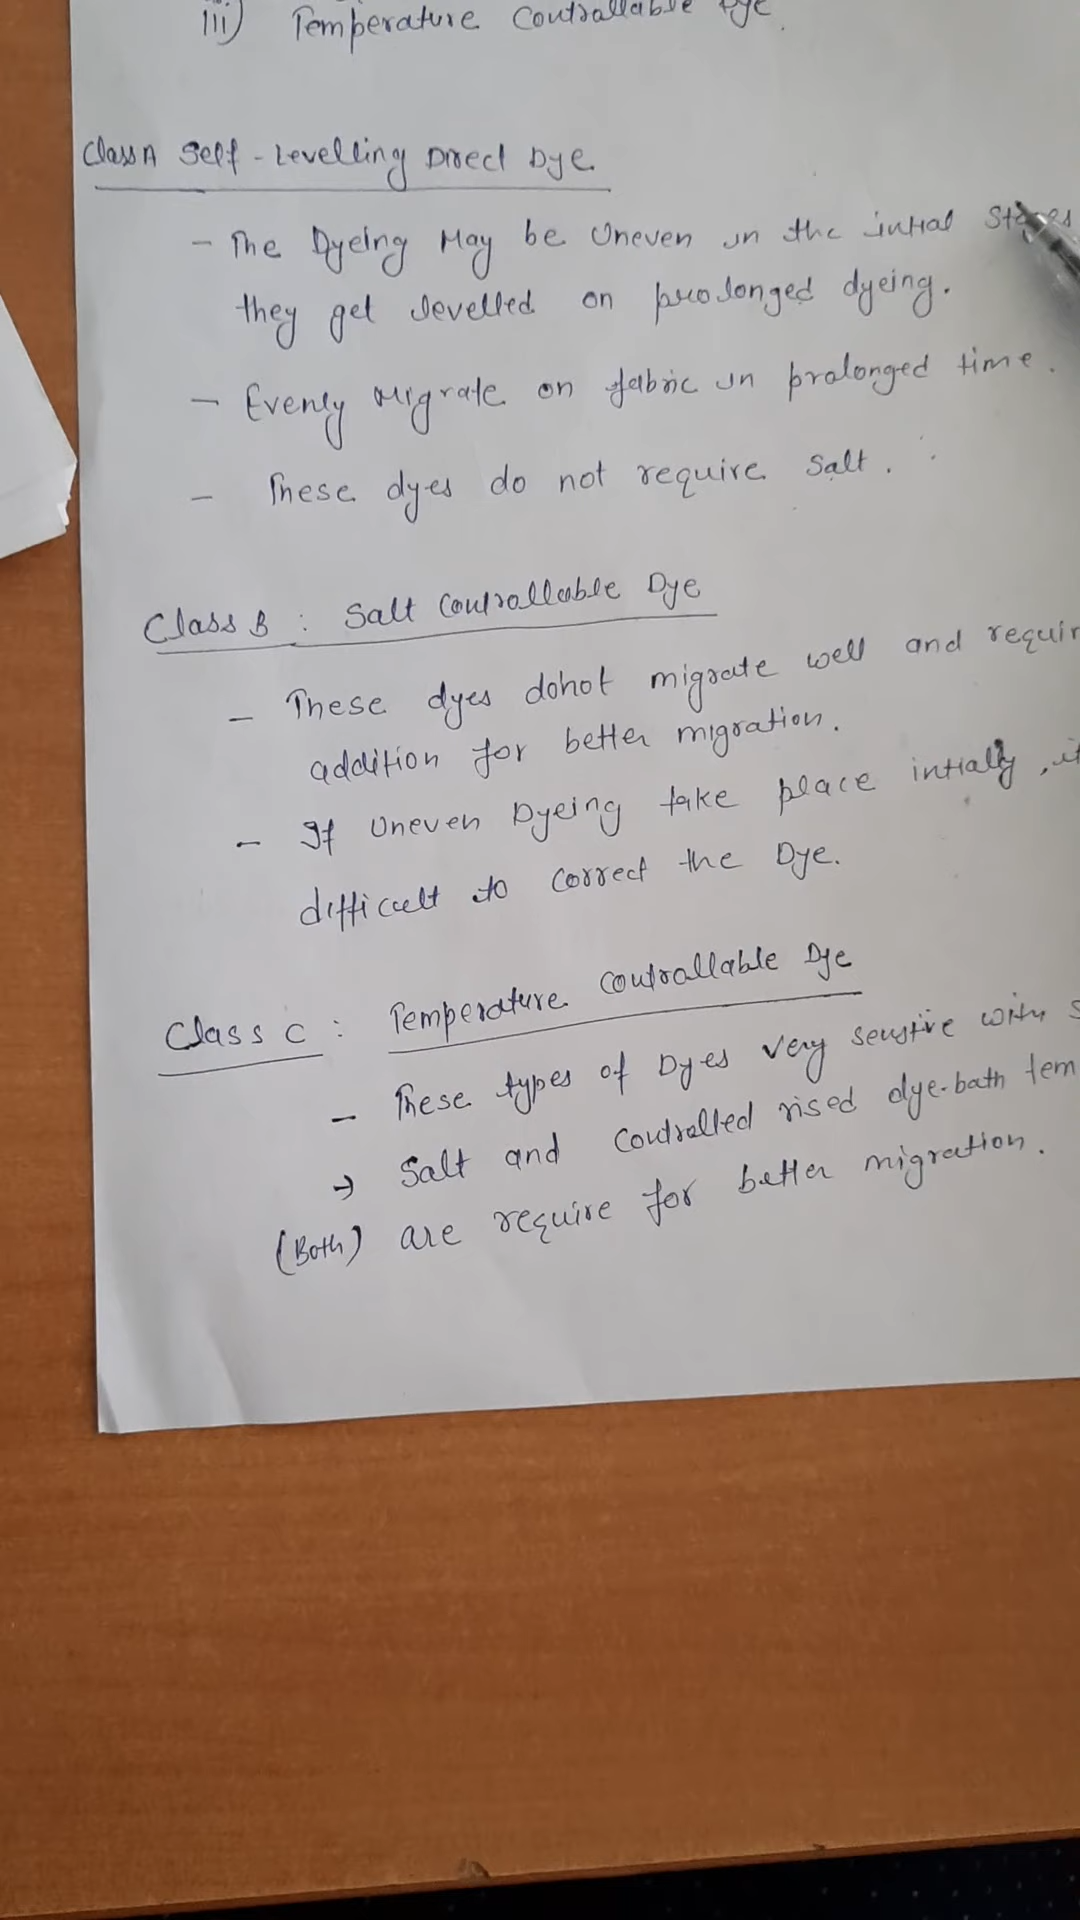 iii) Temperature Controllable Dye.
Class A Self-Levelling Direct Dye
- The Dyeing May be Uneven in the intial Stages
they get levelled on prolonged dyeing.
- Evenly Migrate on fabric in prolonged time.
- These dyes do not require Salt.
Class B : Salt Controllable Dye
- These dyes donot migrate well and requir
addition for better migration.
- If Uneven Dyeing take place intially, it
difficult to correct the Dye.
Class C : Temperature Controllable Dye
- These types of Dyes very senstive with s
→ Salt and Controlled rised dye-bath tem
(Both) are require for better migration.